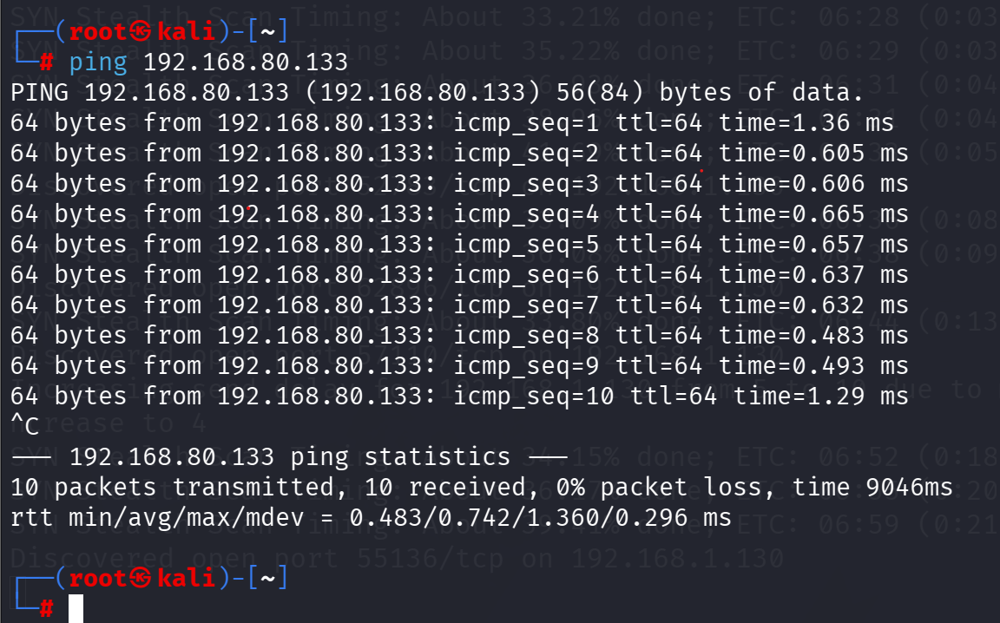 ┌──(root㉿kali)-[~]
└─# ping 192.168.80.133
PING 192.168.80.133 (192.168.80.133) 56(84) bytes of data.
64 bytes from 192.168.80.133: icmp_seq=1 ttl=64 time=1.36 ms
64 bytes from 192.168.80.133: icmp_seq=2 ttl=64 time=0.605 ms
64 bytes from 192.168.80.133: icmp_seq=3 ttl=64 time=0.606 ms
64 bytes from 192.168.80.133: icmp_seq=4 ttl=64 time=0.665 ms
64 bytes from 192.168.80.133: icmp_seq=5 ttl=64 time=0.657 ms
64 bytes from 192.168.80.133: icmp_seq=6 ttl=64 time=0.637 ms
64 bytes from 192.168.80.133: icmp_seq=7 ttl=64 time=0.632 ms
64 bytes from 192.168.80.133: icmp_seq=8 ttl=64 time=0.483 ms
64 bytes from 192.168.80.133: icmp_seq=9 ttl=64 time=0.493 ms
64 bytes from 192.168.80.133: icmp_seq=10 ttl=64 time=1.29 ms
^C
--- 192.168.80.133 ping statistics ---
10 packets transmitted, 10 received, 0% packet loss, time 9046ms
rtt min/avg/max/mdev = 0.483/0.742/1.360/0.296 ms
Discovered open port 55136/tcp on 192.168.1.130
┌──(root㉿kali)-[~]
└─#